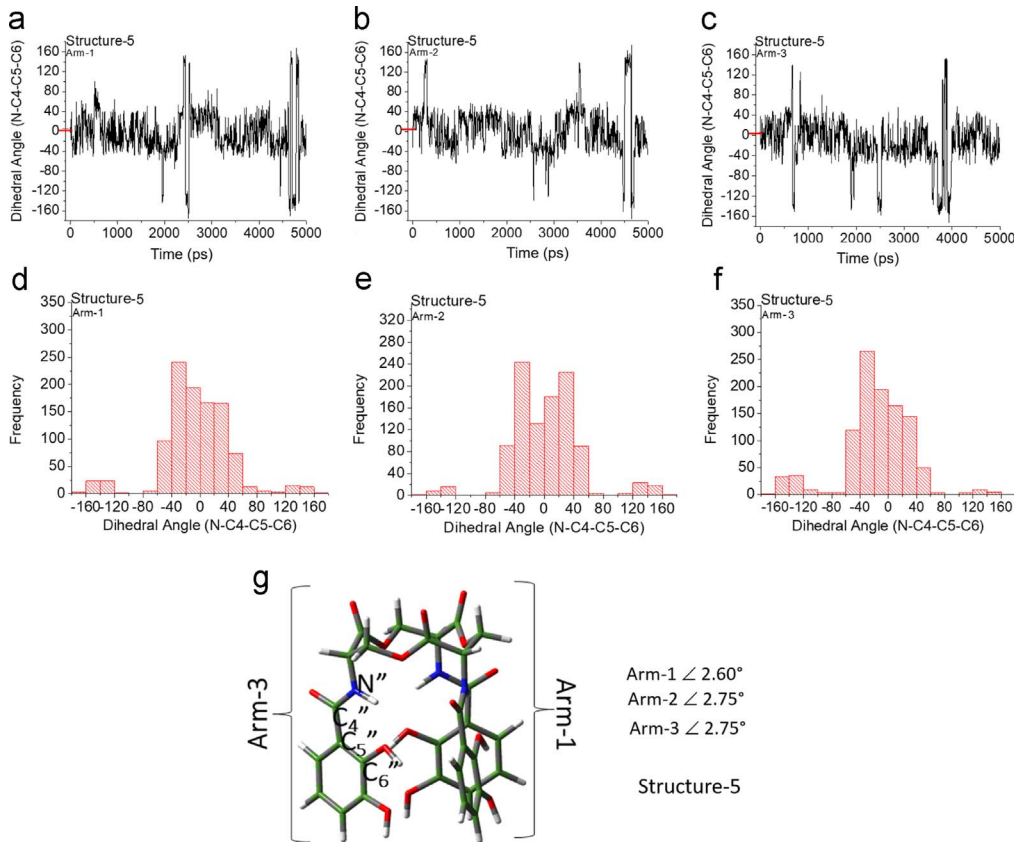 a
Structure-5
Arm-1
160
120
80
40
0
-40
-80
-120
-160
Dihedral Angle (N-C4-C5-C6)
0 1000 2000 3000 4000 5000
Time (ps)
b
Structure-5
Arm-2
160
120
80
40
0
-40
-80
-120
-160
Dihedral Angle (N-C4-C5-C6)
0 1000 2000 3000 4000 5000
Time (ps)
c
Structure-5
Arm-3
160
120
80
40
0
-40
-80
-120
-160
Dihedral Angle (N-C4-C5-C6)
0 1000 2000 3000 4000 5000
Time (ps)
d
Structure-5
Arm-1
350
300
250
200
150
100
50
0
Frequency
-160 -120 -80 -40 0 40 80 120 160
Dihedral Angle (N-C4-C5-C6)
e
Structure-5
Arm-2
320
280
240
200
160
120
80
40
0
Frequency
-160 -120 -80 -40 0 40 80 120 160
Dihedral Angle (N-C4-C5-C6)
f
Structure-5
Arm-3
350
300
250
200
150
100
50
0
Frequency
-160 -120 -80 -40 0 40 80 120 160
Dihedral Angle (N-C4-C5-C6)
g
Arm-3
N”
C4”
C5”
C6”
Arm-1
Arm-1 ∠ 2.60°
Arm-2 ∠ 2.75°
Arm-3 ∠ 2.75°
Structure-5